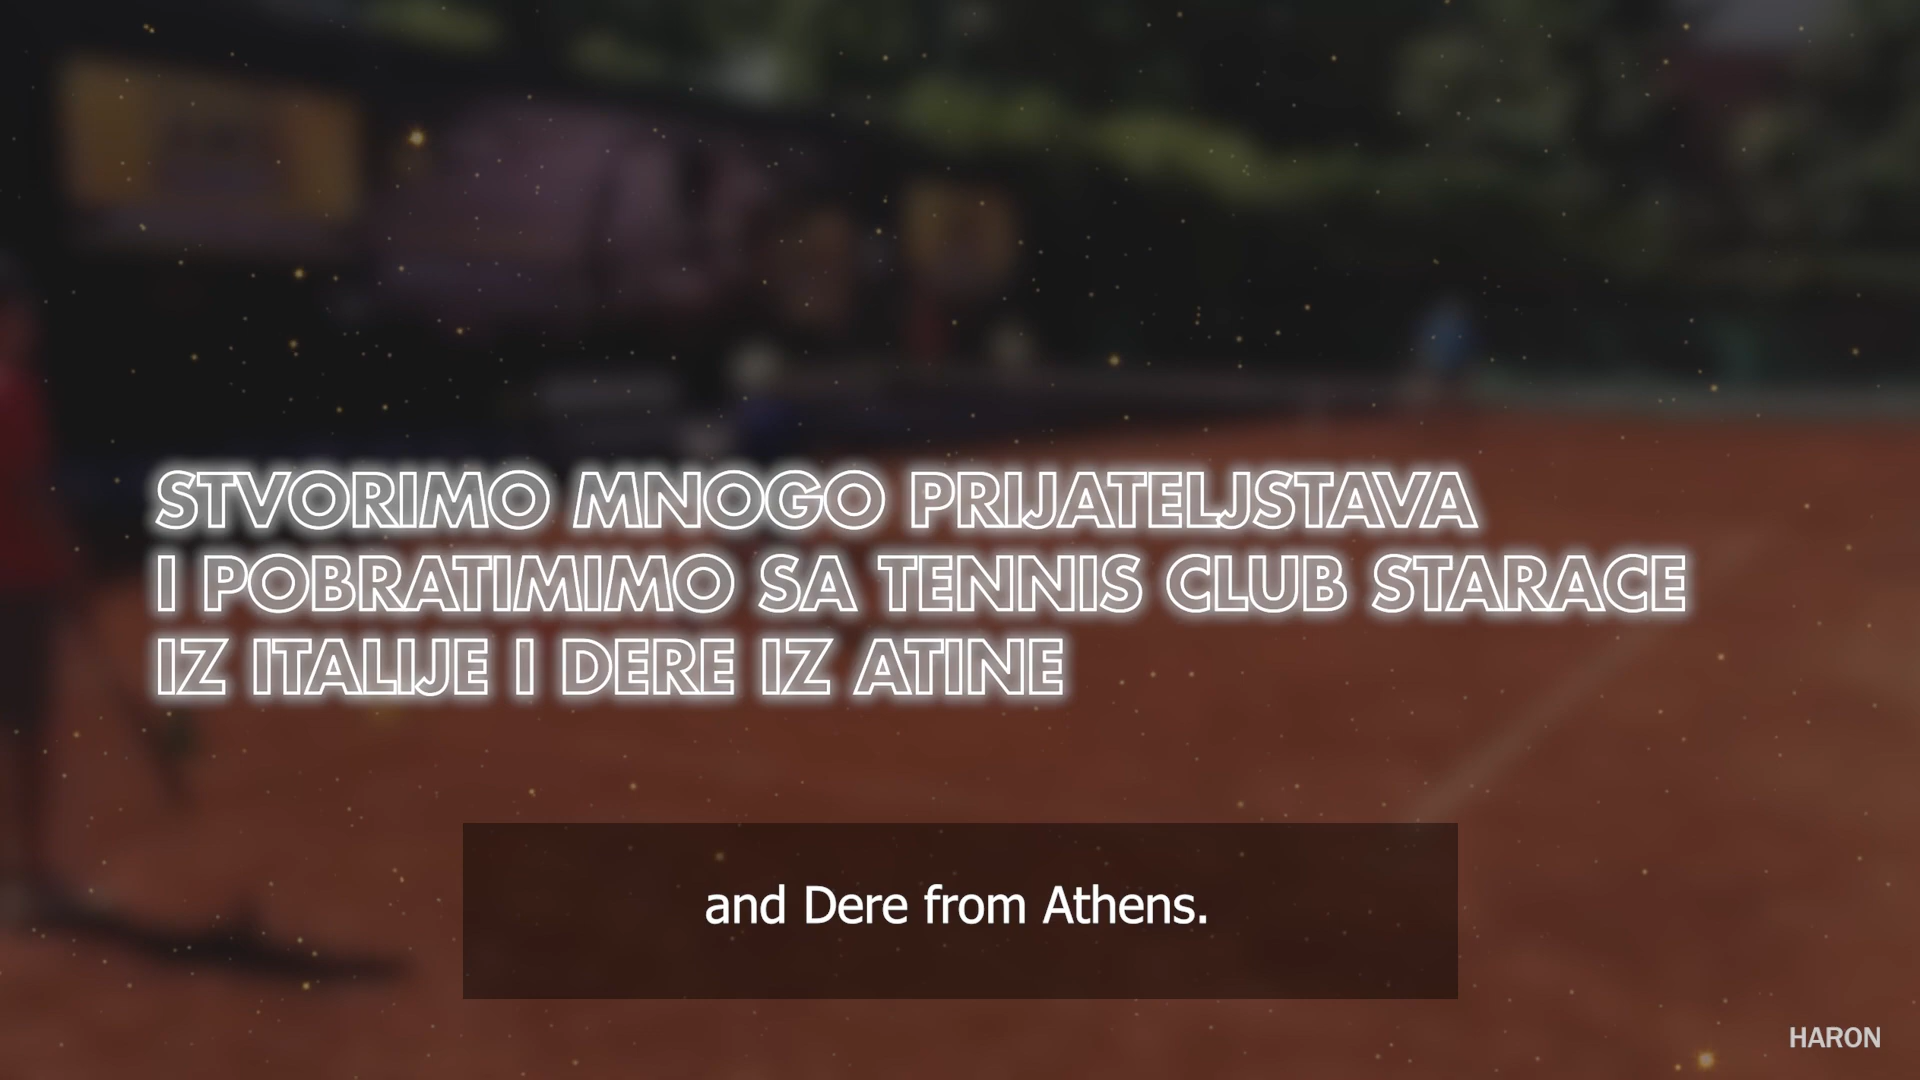 STVORIMO MNOGO PRIJATELJSTAVA
I POBRATIMIMO SA TENNIS CLUB STARACE
IZ ITALIJE I DERE IZ ATINE
and Dere from Athens.
HARON